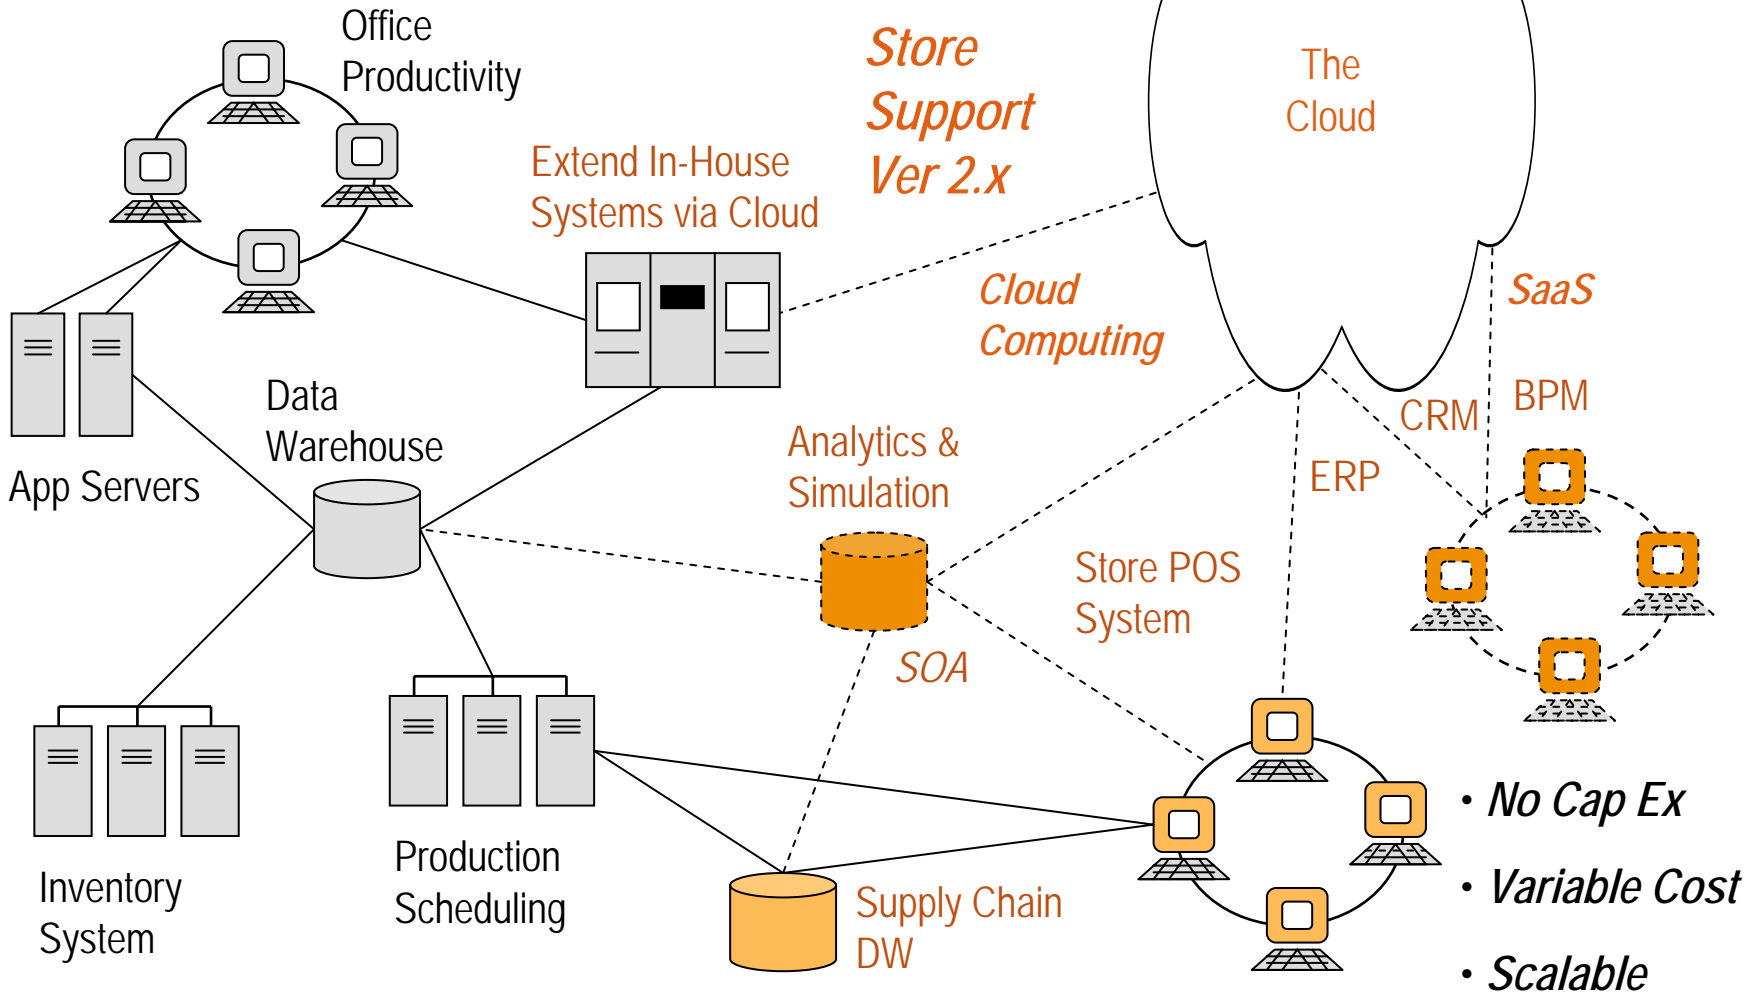 Office
Productivity
Store
Support
Ver 2.x
The
Cloud
Extend In-House
Systems via Cloud
Cloud
Computing
SaaS
Data
Warehouse
App Servers
Analytics &
Simulation
CRM
BPM
ERP
Store POS
System
SOA
Inventory
System
Production
Scheduling
Supply Chain
DW
• No Cap Ex
• Variable Cost
• Scalable